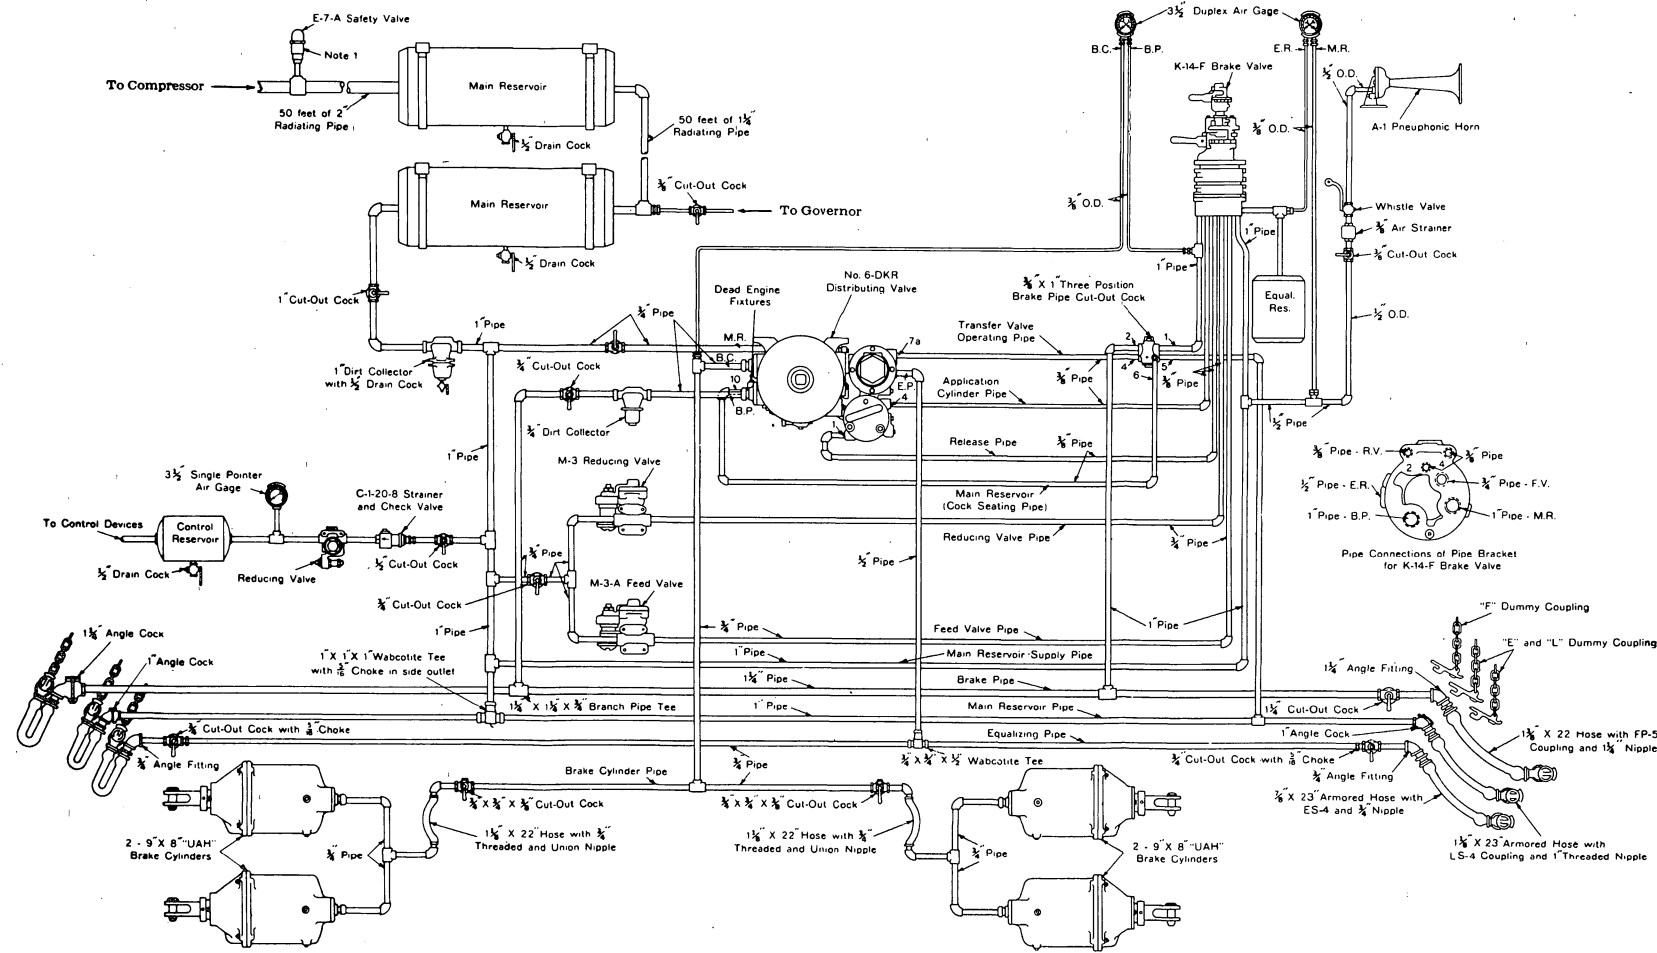 E-7-A Safety Valve
Note 1
To Compressor
50 feet of 2"
Radiating Pipe
Main Reservoir
½" Drain Cock
50 feet of 1¼"
Radiating Pipe
Main Reservoir
⅜" Cut-Out Cock
To Governor
½" Drain Cock
1" Cut-Out Cock
3½" Duplex Air Gage
B.C.
B.P.
E.R.
M.R.
K-14-F Brake Valve
½" O.D.
A-1 Pneuphonic Horn
⅜" O.D.
⅜" O.D.
Whistle Valve
⅜" Air Strainer
⅜" Cut-Out Cock
1" Pipe
1" Pipe
Equal.
Res.
½" O.D.
No. 6-DKR
Distributing Valve
Dead Engine
Fixtures
⅜" X 1" Three Position
Brake Pipe Cut-Out Cock
1" Pipe
¾" Pipe
M.R.
B.C.
10
B.P.
7a
E.P.
4
1
Transfer Valve
Operating Pipe
2
1
4
5
6
⅜" Pipe
⅜" Pipe
1" Dirt Collector
with ½" Drain Cock
¾" Cut-Out Cock
¾" Dirt Collector
Application
Cylinder Pipe
½" Pipe
Release Pipe
⅜" Pipe
1" Pipe
M-3 Reducing Valve
Main Reservoir
(Cock Seating Pipe)
Reducing Valve Pipe
¾" Pipe
⅜" Pipe - R.V.
⅜" Pipe
2
4
½" Pipe - E.R.
¾" Pipe - F.V.
1" Pipe - B.P.
1" Pipe - M.R.
Pipe Connections of Pipe Bracket
for K-14-F Brake Valve
3½" Single Pointer
Air Gage
C-1-20-8 Strainer
and Check Valve
To Control Devices
Control
Reservoir
½" Drain Cock
Reducing Valve
½" Cut-Out Cock
¾" Pipe
¾" Cut-Out Cock
M-3-A Feed Valve
½" Pipe
1" Pipe
¾" Pipe
Feed Valve Pipe
1" Pipe
1" Pipe
Main Reservoir Supply Pipe
"F" Dummy Coupling
"E" and "L" Dummy Coupling
1¼" Angle Cock
1" Angle Cock
1" X 1" X 1" Wabcotite Tee
with Choke in side outlet
1¼" Pipe
Brake Pipe
1¼" Angle Fitting
1¼" X 1¼" X ¾" Branch Pipe Tee
1" Pipe
Main Reservoir Pipe
1¼" Cut-Out Cock
Cut-Out Cock with Choke
Equalizing Pipe
1" Angle Cock
1⅜" X 22" Hose with FP-5
Coupling and 1¼" Nipple
¾" Angle Fitting
¾" Pipe
¾" X ¾" X ½" Wabcotite Tee
¾" Cut-Out Cock with Choke
¾" Angle Fitting
Brake Cylinder Pipe
¾" X ¾" X ⅜" Cut-Out Cock
¾" X ¾" X ⅜" Cut-Out Cock
⅞" X 23" Armored Hose with
ES-4 and ¾" Nipple
1⅛" X 22" Hose with ¾"
Threaded and Union Nipple
1⅛" X 22" Hose with ¾"
Threaded and Union Nipple
2 - 9" X 8" "UAH"
Brake Cylinders
¾" Pipe
¾" Pipe
2 - 9" X 8" "UAH"
Brake Cylinders
1⅛" X 23" Armored Hose with
LS-4 Coupling and 1" Threaded Nipple